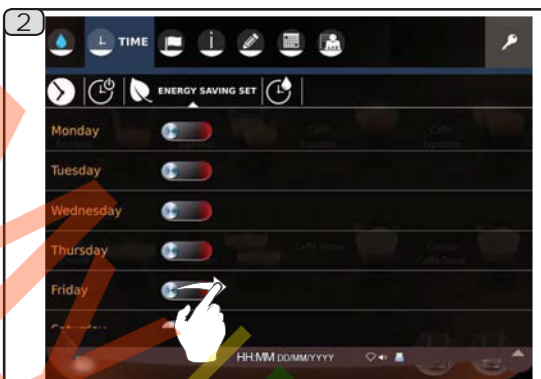 2
TIME
ENERGY SAVING SET
Monday
Tuesday
Wednesday
Thursday
Friday
HH:MM DD/MM/YYYY